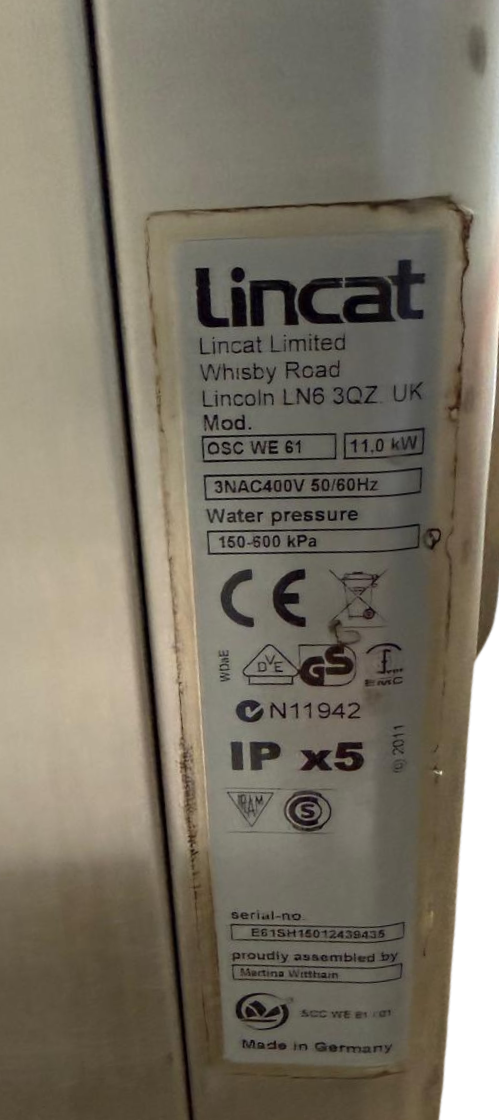 Lincat
Lincat Limited
Whisby Road
Lincoln LN6 3QZ. UK
Mod.
OSC WE 61 11,0 kW
3NAC400V 50/60Hz
Water pressure
150-600 kPa
CE
WDaE DVE GS EMC
N11942
IP x5
© 2011
IRAM S
serial-no.
E61SH15012439435
proudly assembled by
Martina Witthain
SCC WE 61 / 01
Made in Germany